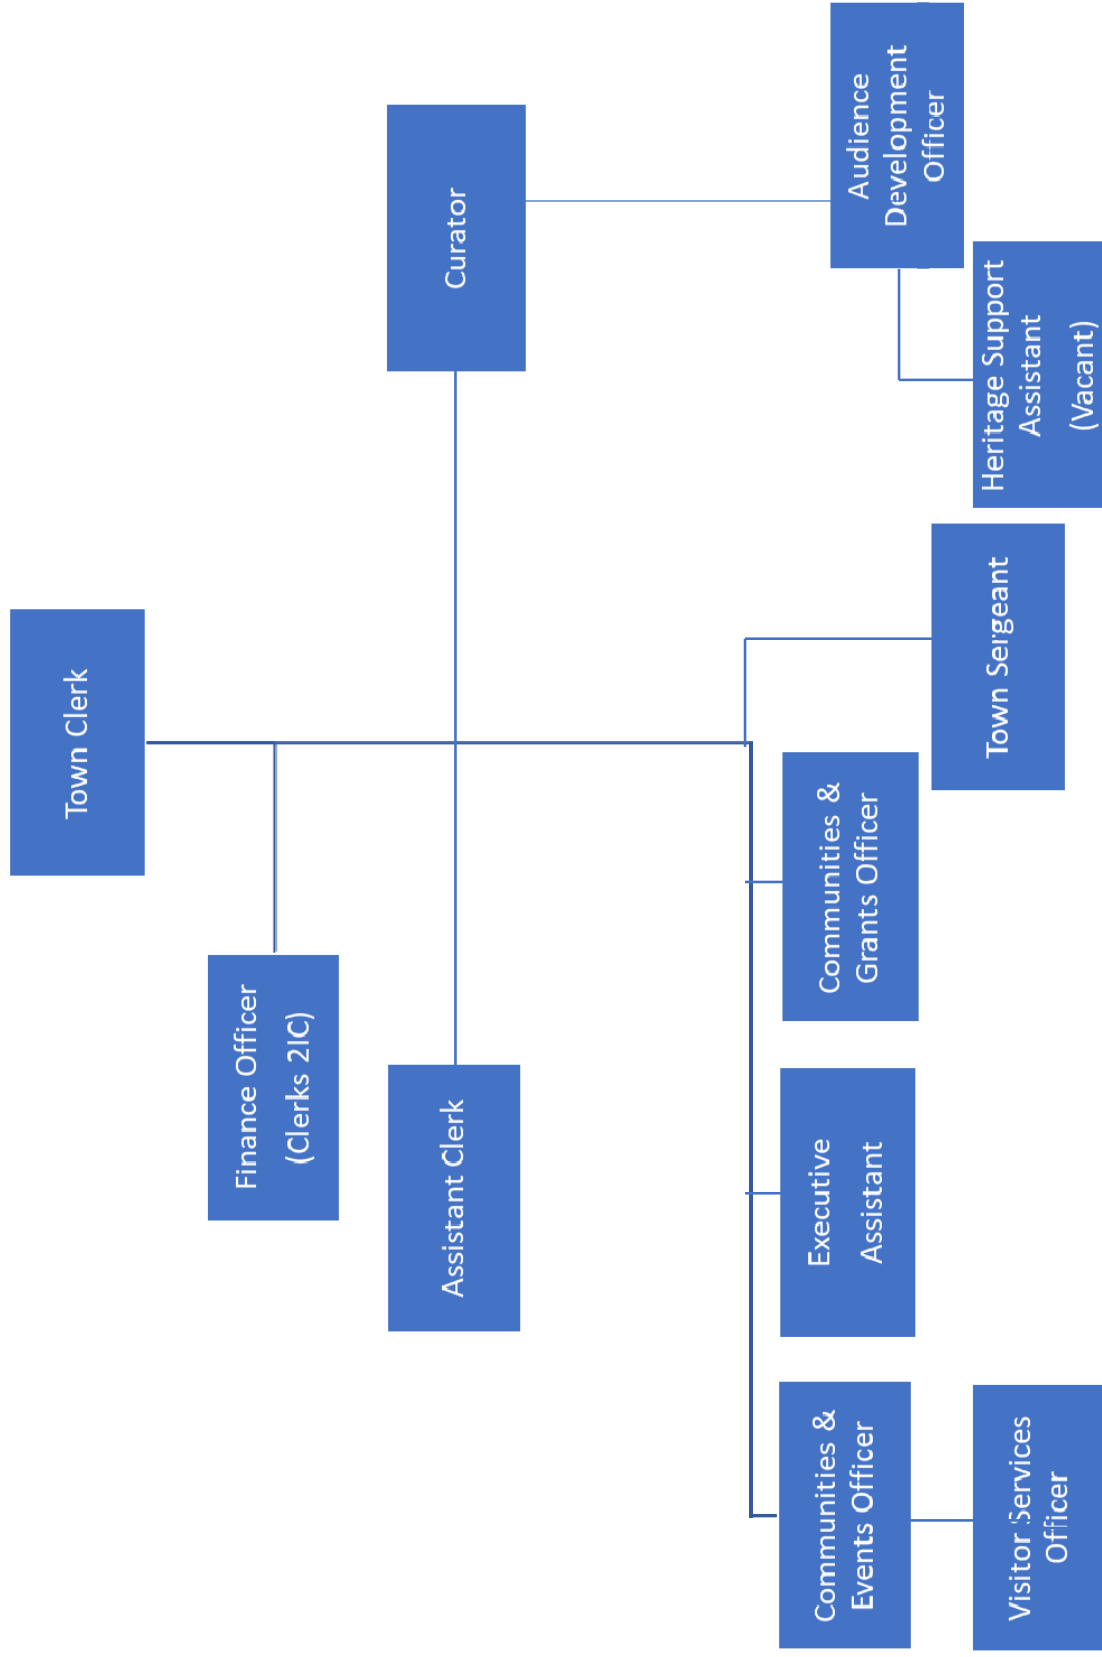 Town Clerk
Finance Officer
(Clerks 2IC)
Assistant Clerk
Curator
Communities &
Events Officer
Executive
Assistant
Communities &
Grants Officer
Town Sergeant
Audience
Development
Officer
Visitor Services
Officer
Heritage Support
Assistant
(Vacant)